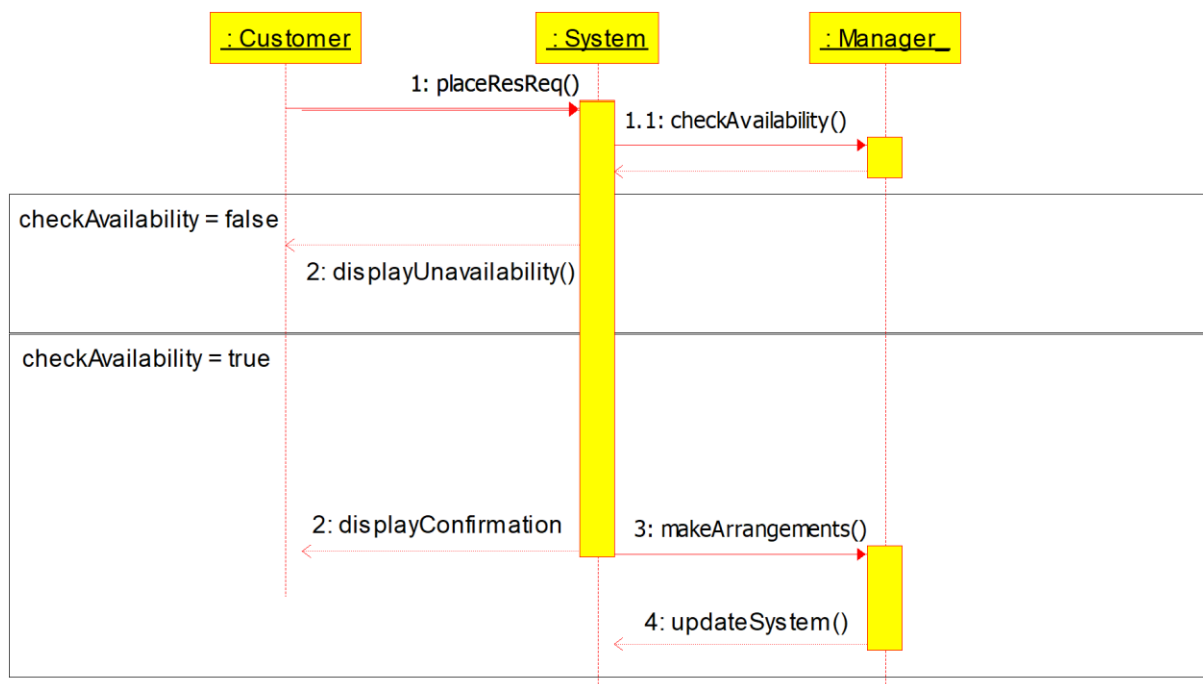 : Customer
: System
: Manager_
1: placeResReq()
1.1: checkAvailability()
checkAvailability = false
2: displayUnavailability()
checkAvailability = true
2: displayConfirmation
3: makeArrangements()
4: updateSystem()